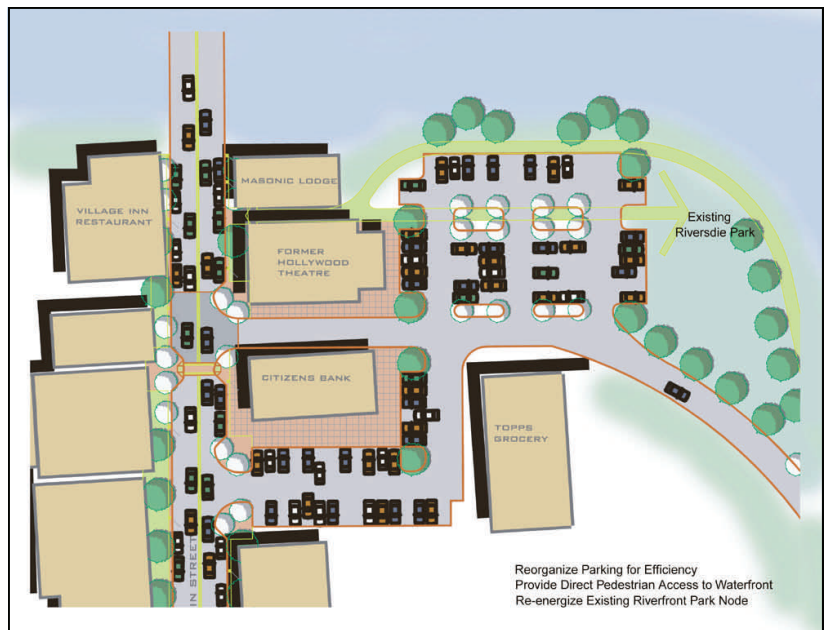 MASONIC LODGE
VILLAGE INN
RESTAURANT
Existing
Riversdie Park
FORMER
HOLLYWOOD
THEATRE
CITIZENS BANK
TOPPS
GROCERY
IN STREET
Reorganize Parking for Efficiency
Provide Direct Pedestrian Access to Waterfront
Re-energize Existing Riverfront Park Node